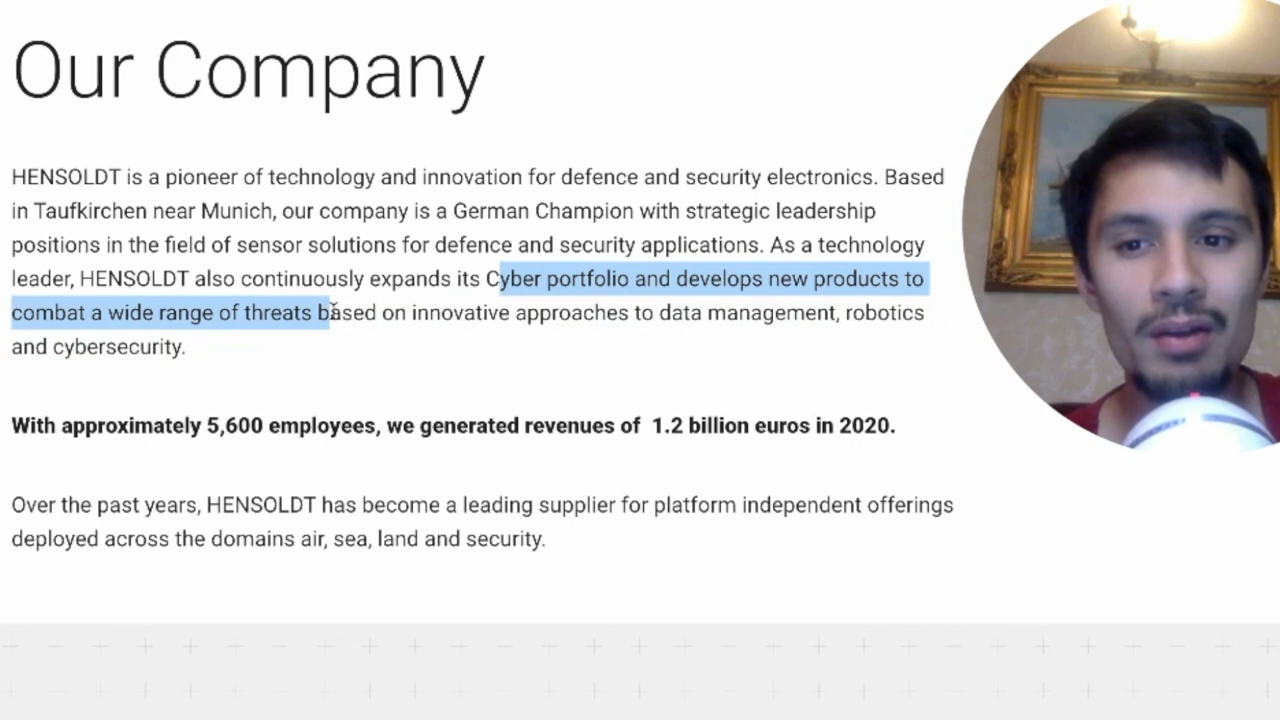 Our Company
HENSOLDT is a pioneer of technology and innovation for defence and security electronics. Based
in Taufkirchen near Munich, our company is a German Champion with strategic leadership
positions in the field of sensor solutions for defence and security applications. As a technology
leader, HENSOLDT also continuously expands its Cyber portfolio and develops new products to
combat a wide range of threats based on innovative approaches to data management, robotics
and cybersecurity.
With approximately 5,600 employees, we generated revenues of 1.2 billion euros in 2020.
Over the past years, HENSOLDT has become a leading supplier for platform independent offerings
deployed across the domains air, sea, land and security.